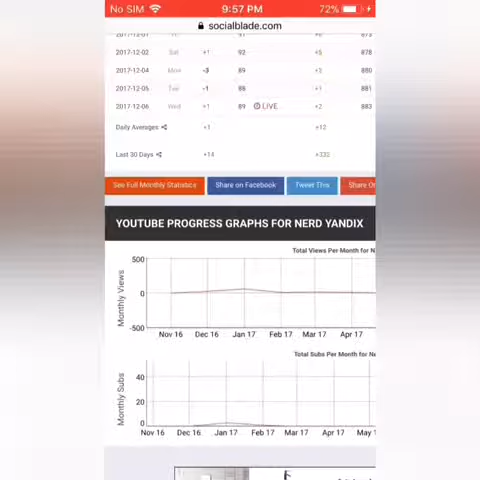 No SIM 9:57 PM 72%
socialblade.com
2017-12-02 Sat +1 92 +5 878
2017-12-04 Mon -3 89 +2 880
2017-12-05 Tue -1 88 +1 881
2017-12-06 Wed +1 89 LIVE +2 883
Daily Averages +1 +12
Last 30 Days +14 +332
See Full Monthly Statistics Share on Facebook Tweet This Share O
YOUTUBE PROGRESS GRAPHS FOR NERD YANDIX
Total Views Per Month for N
Monthly Views
500
0
-500
Nov 16 Dec 16 Jan 17 Feb 17 Mar 17 Apr 17
Total Subs Per Month for Ne
Monthly Subs
40
20
0
Nov 16 Dec 16 Jan 17 Feb 17 Mar 17 Apr 17 May 1